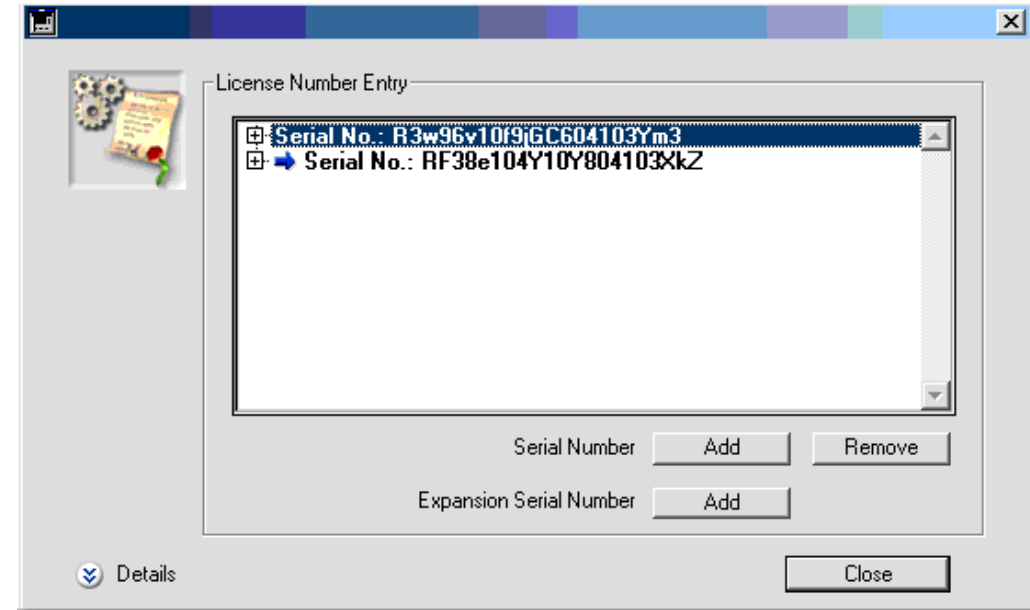 License Number Entry
Serial No.: R3w96v10f9jGC604103Ym3
Serial No.: RF38e104Y10Y804103XkZ
Serial Number Add Remove
Expansion Serial Number Add
Details Close